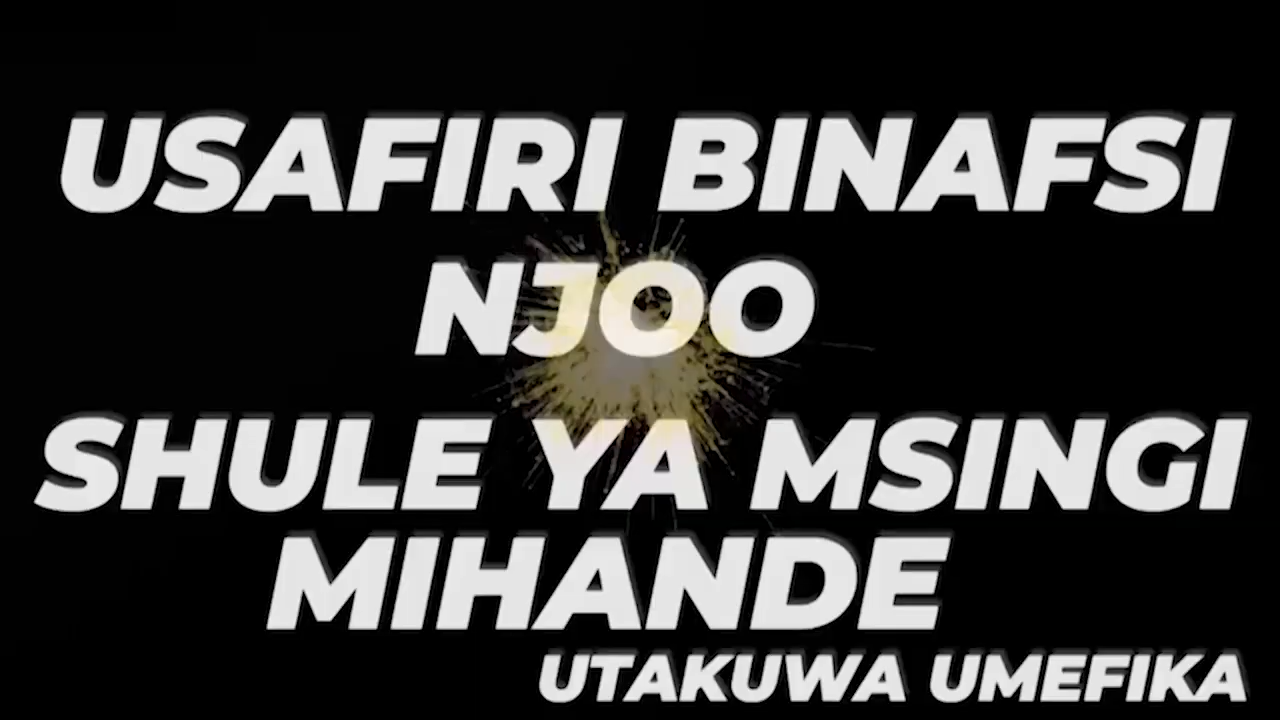 USAFIRI BINAFSI
NJOO
SHULE YA MSINGI
MIHANDE
UTAKUWA UMEFIKA